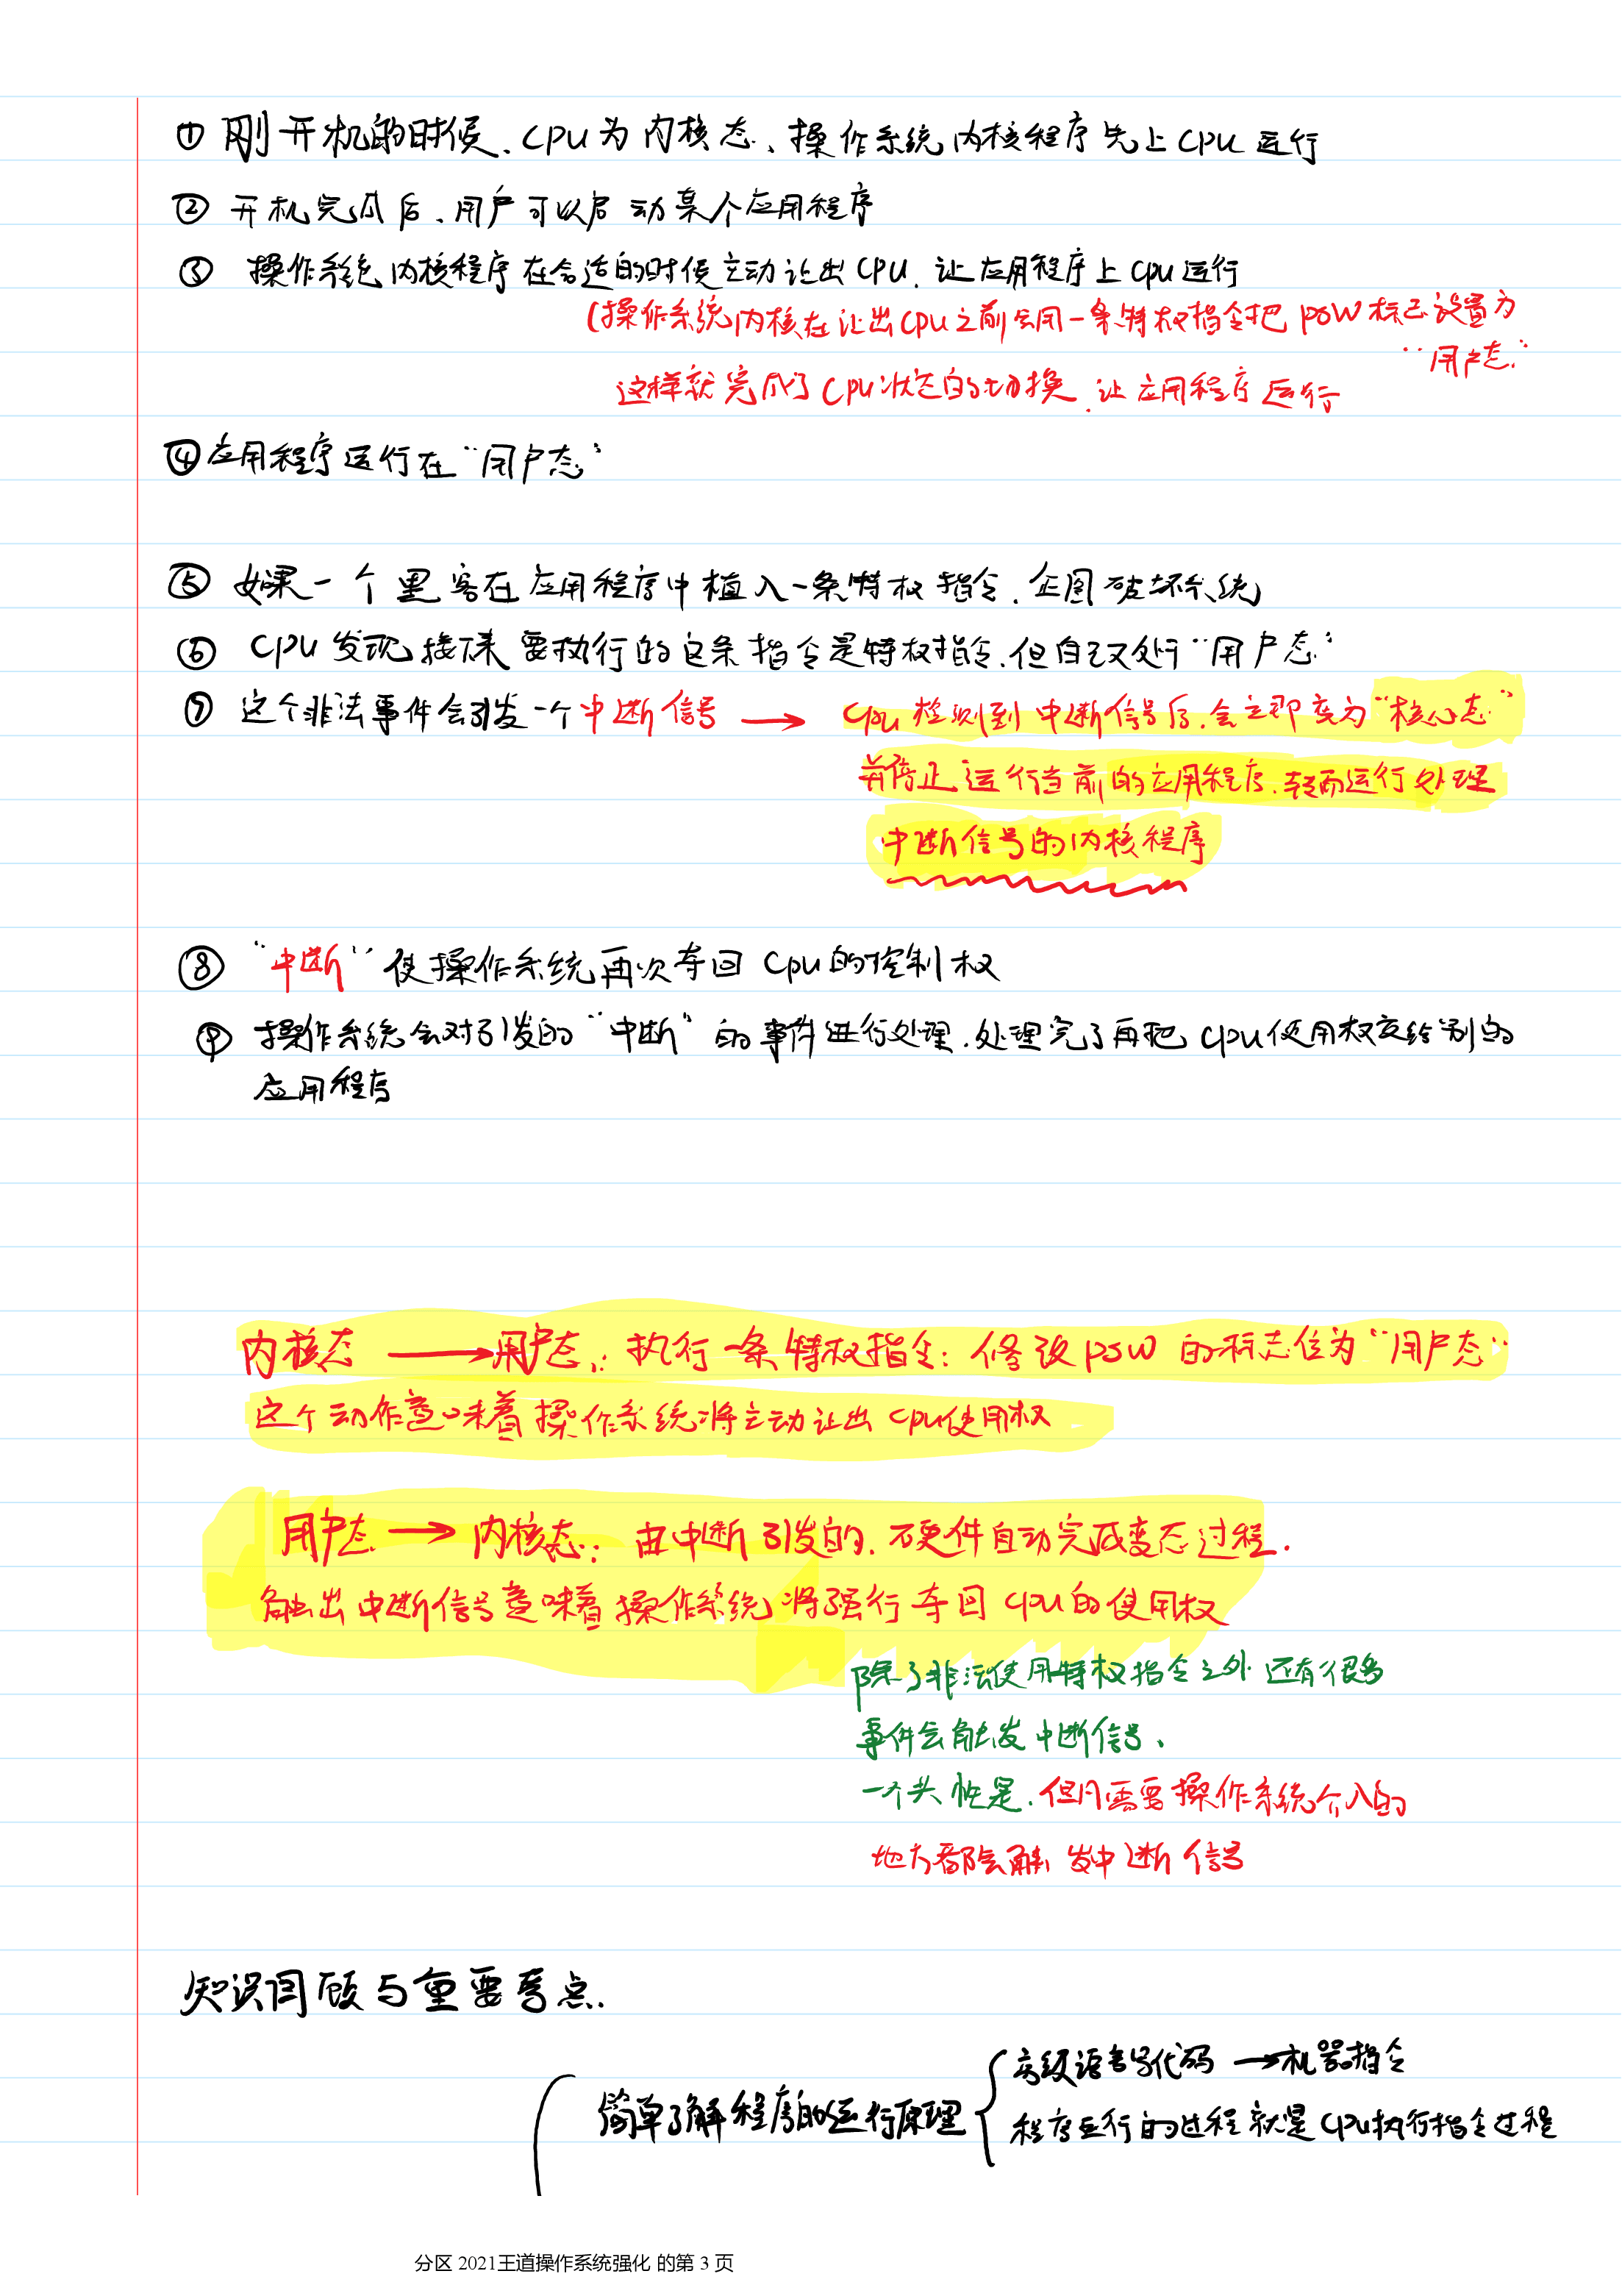 ① 刚开机的时候、CPU为内核态、操作系统内核程序先上CPU运行
② 开机完成后、用户可以启动某个应用程序
③ 操作系统内核程序在合适的时候主动让出CPU，让应用程序上CPU运行
(操作系统内核在让出CPU之前会用一条特权指令把PSW标志设置为
“用户态”
这样就完成了CPU状态的切换，让应用程序运行
④ 应用程序运行在“用户态”
⑤ 如果一个黑客在应用程序中植入一条特权指令，企图破坏系统
⑥ CPU发现接下来要执行的这条指令是特权指令，但自己又处于“用户态”
⑦ 这个非法事件会引发一个中断信号 → CPU检测到中断信号后，会立即变为“核心态”
并停止运行当前的应用程序，转而运行处理
中断信号的内核程序
⑧ “中断”使操作系统再次夺回CPU的控制权
⑨ 操作系统会对引发的“中断”的事件进行处理，处理完了再把CPU使用权交给别的
应用程序
内核态 → 用户态：执行一条特权指令：修改PSW的标志位为“用户态”
这个动作意味着操作系统将主动让出CPU使用权
用户态 → 内核态：由中断引发的，硬件自动完成变态过程.
触出中断信号意味着操作系统将强行夺回CPU的使用权
除了非法使用特权指令之外还有很多
事件会触发中断信号、
一个共性是，但凡需要操作系统介入的
地方都会触发中断信号
知识回顾与重要考点.
简单了解程序的运行原理
高级语言代码 → 机器指令
程序运行的过程就是CPU执行指令过程
分区 2021王道操作系统强化 的第 3 页